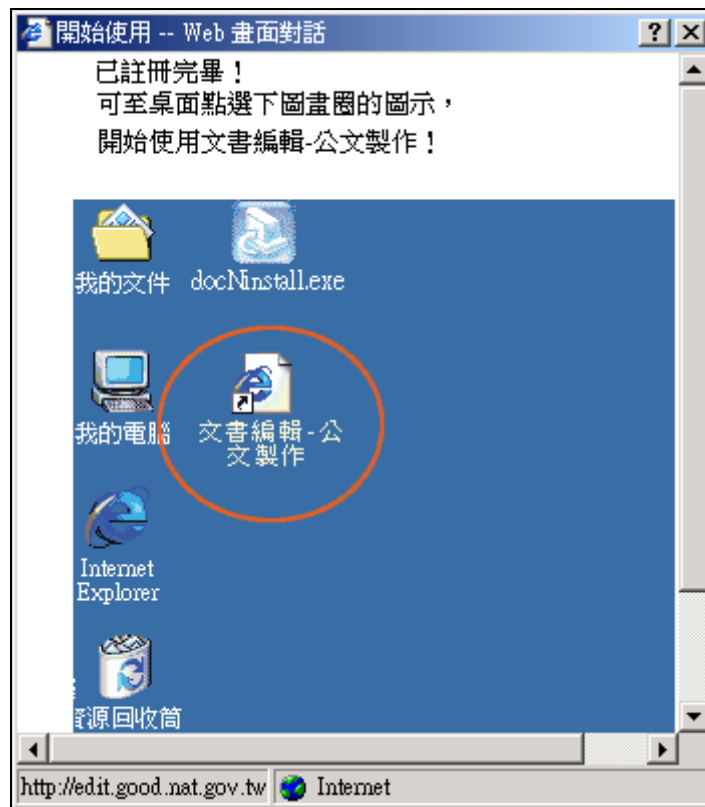 開始使用 -- Web 畫面對話
已註冊完畢！
可至桌面點選下圖畫圈的圖示，
開始使用文書編輯-公文製作！
我的文件
docNinstall.exe
我的電腦
文書編輯-公
文製作
Internet
Explorer
資源回收筒
http://edit.good.nat.gov.tw
Internet